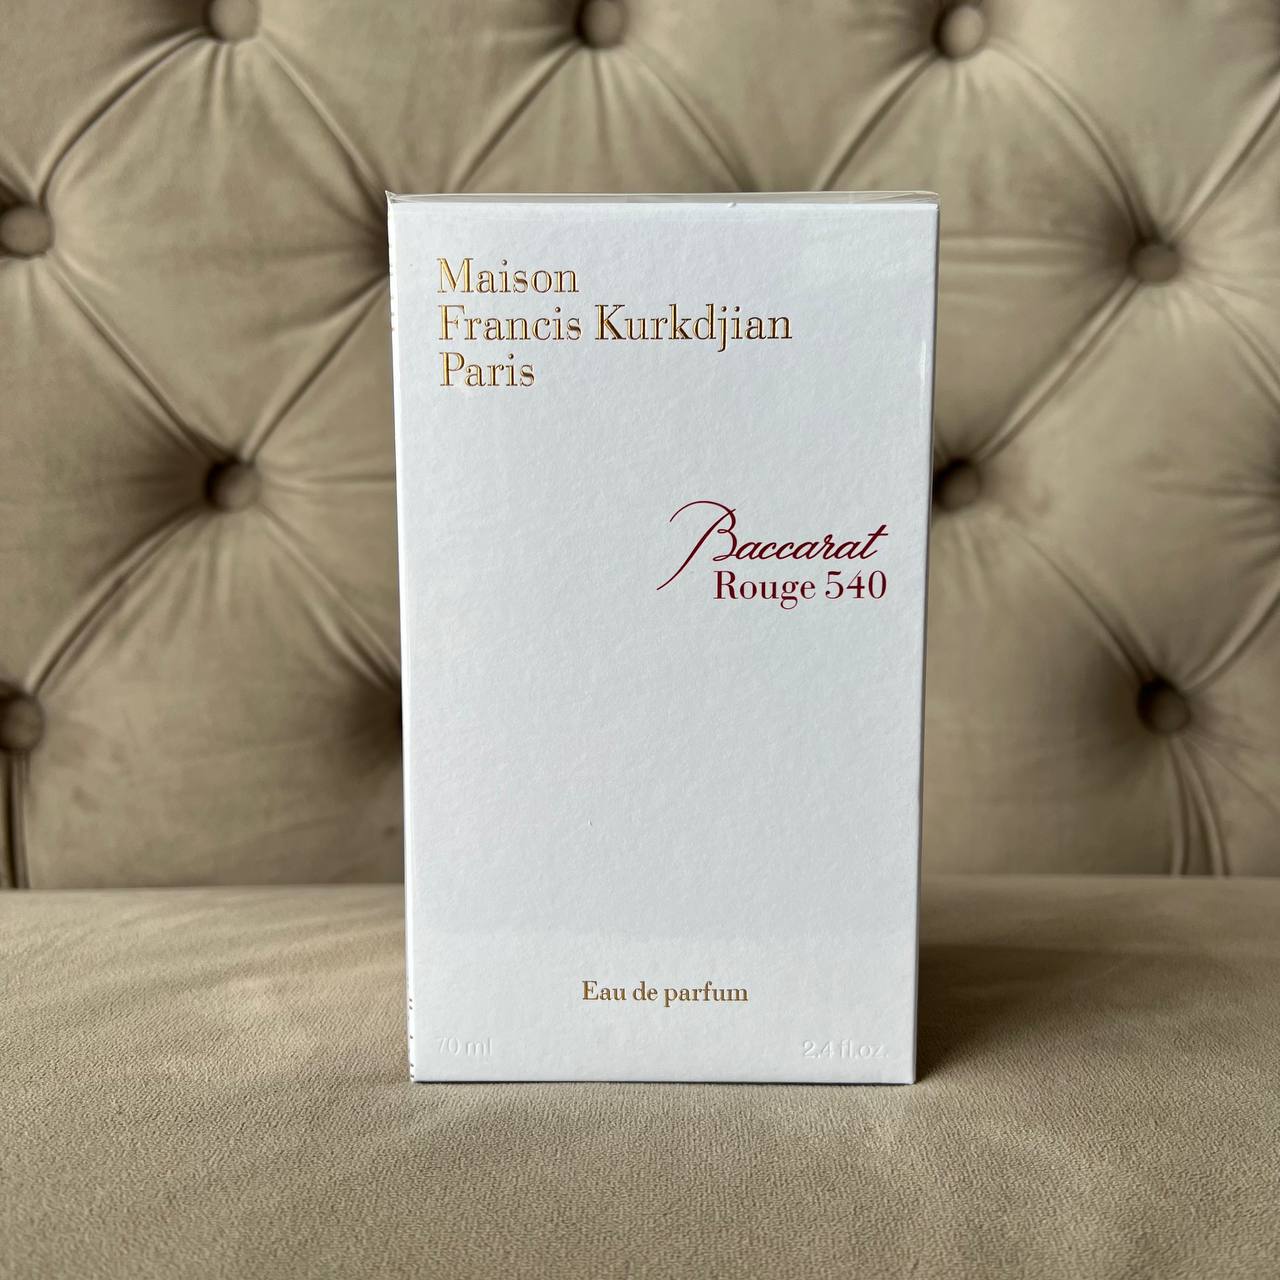 Maison
Francis Kurkdjian
Paris
Baccarat
Rouge 540
Eau de parfum
70 ml
2.4 fl.oz.